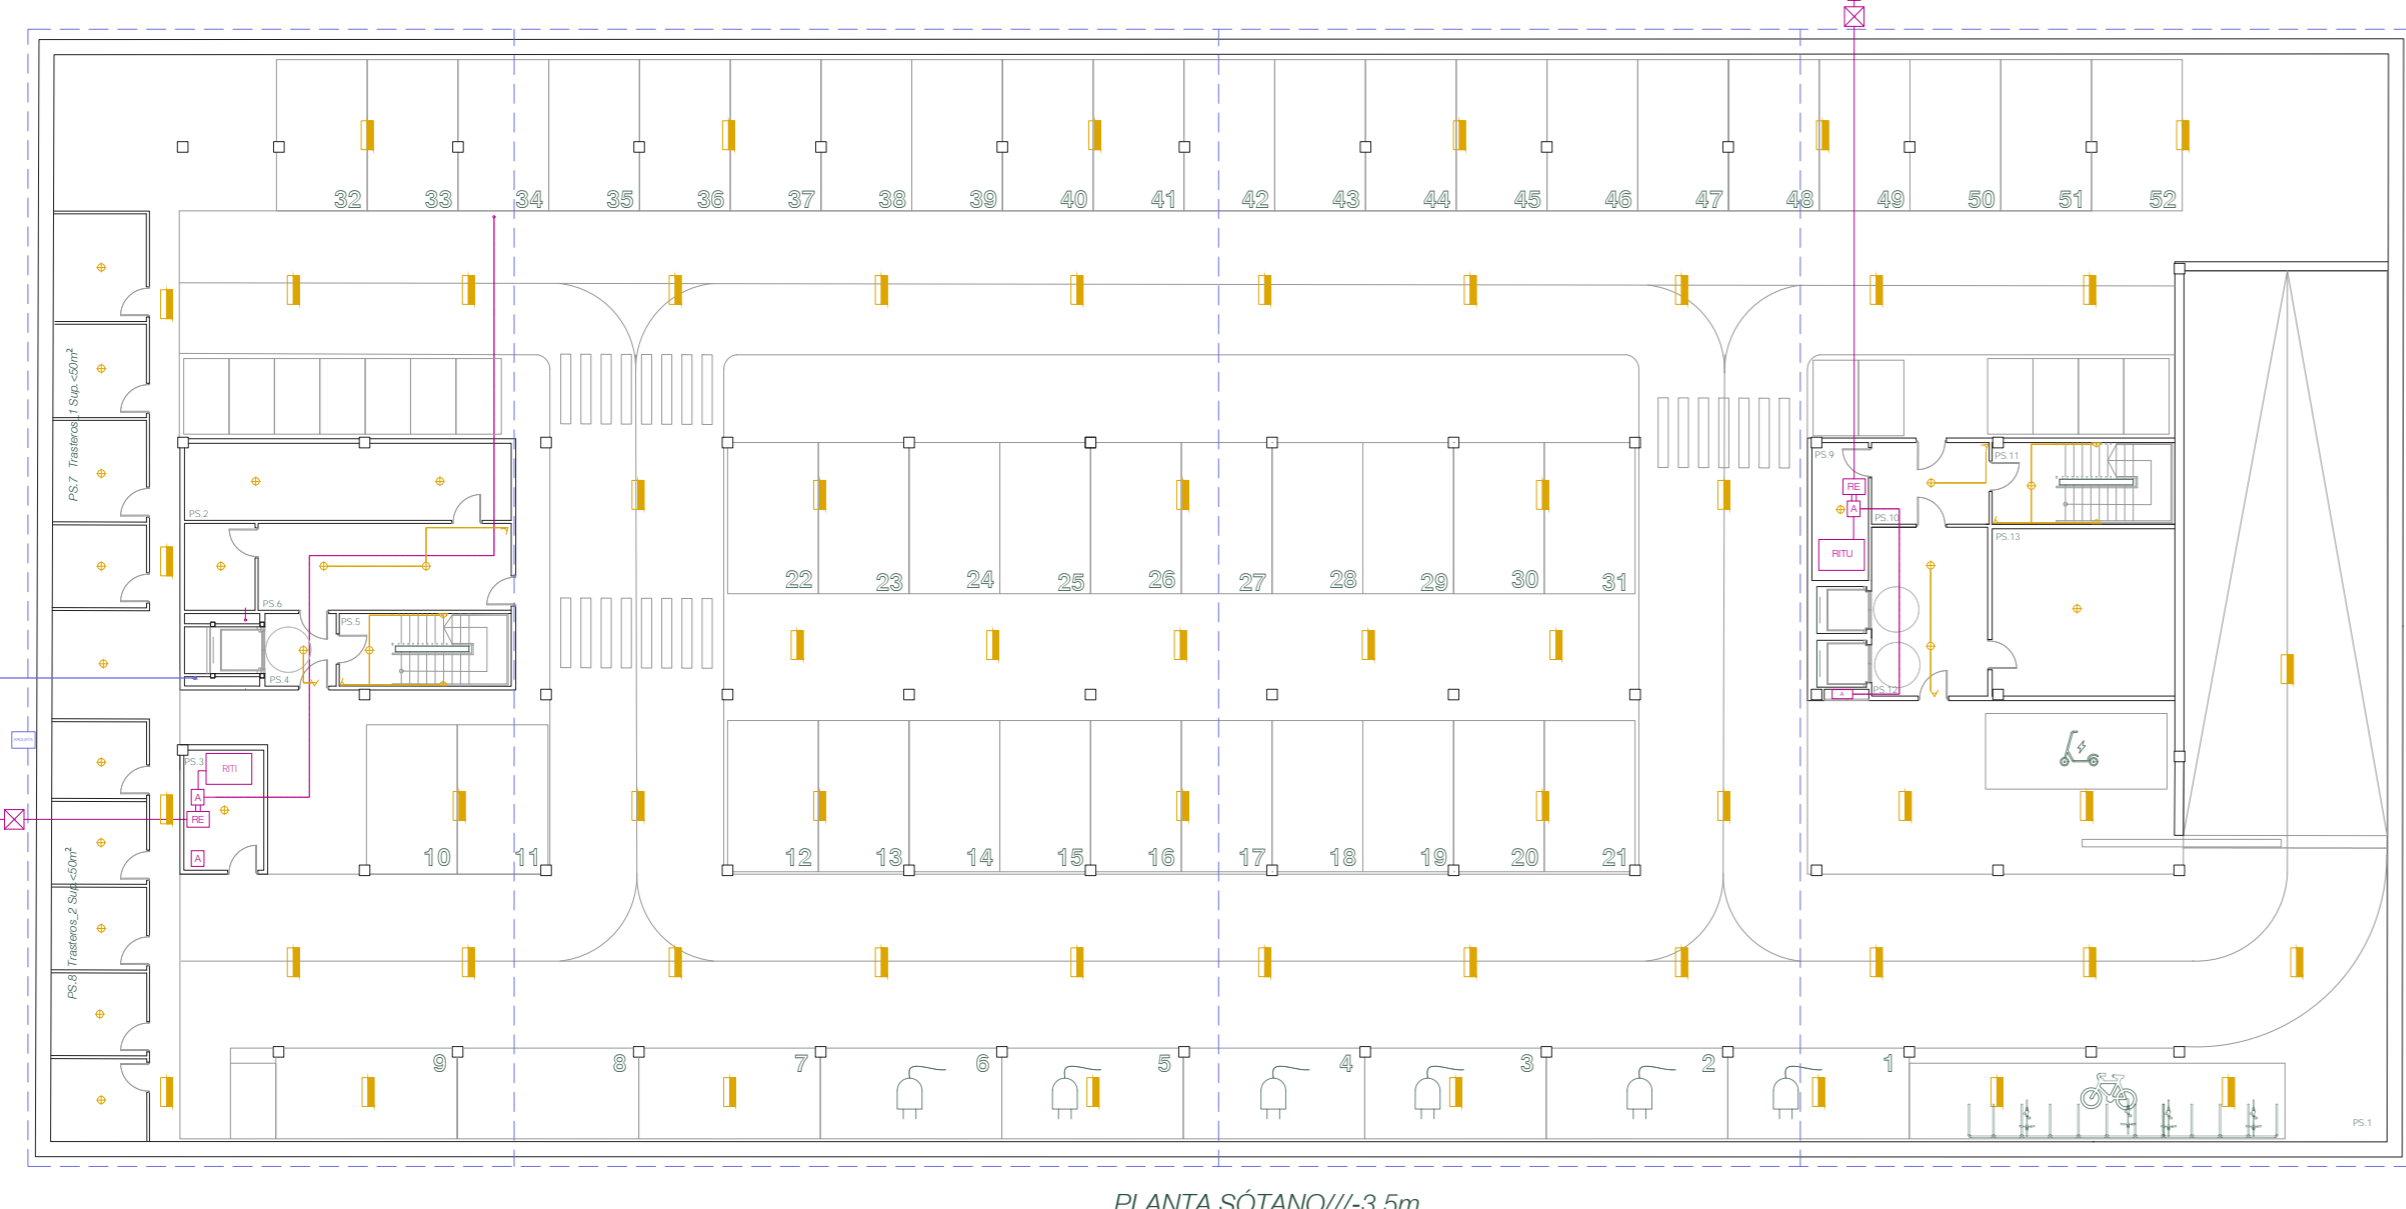 32 33 34 35 36 37 38 39 40 41 42 43 44 45 46 47 48 49 50 51 52
PS.7 Trasteros_1 Sup.<50m²
PS.2
PS.9
RE
A
PS.10
PS.11
RITU
PS.13
22 23 24 25 26 27 28 29 30 31
PS.6
PS.5
PS.4
A
PS.12
PS.3
RITI
A
RE
A
10 11
12 13 14 15 16 17 18 19 20 21
PS.8 Trasteros_2 Sup.<50m²
9 8 7 6 5 4 3 2 1
PS.1
PLANTA SÓTANO///-3.5m